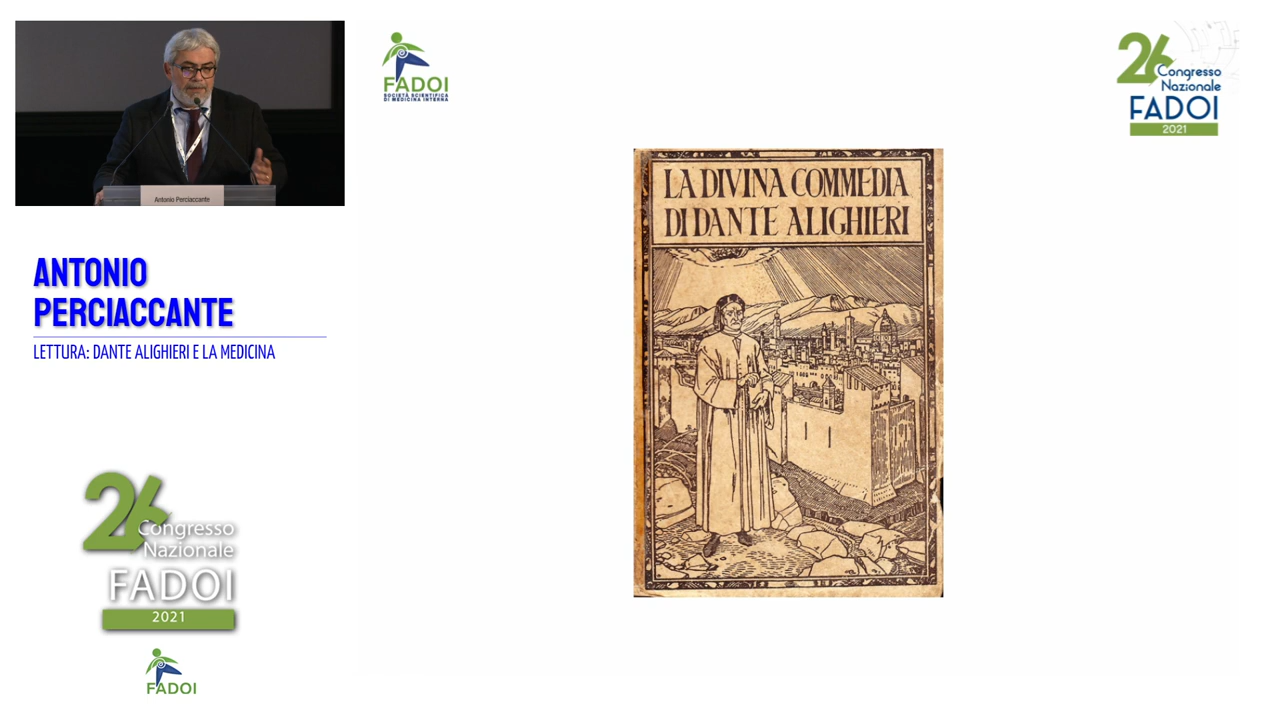 Antonio Perciaccante
ANTONIO
PERCIACCANTE
LETTURA: DANTE ALIGHIERI E LA MEDICINA
26
Congresso
Nazionale
FADOI
2021
FADOI
FADOI
SOCIETÀ SCIENTIFICA
DI MEDICINA INTERNA
LA DIVINA COMMEDIA
DI DANTE ALIGHIERI
26
Congresso
Nazionale
FADOI
2021